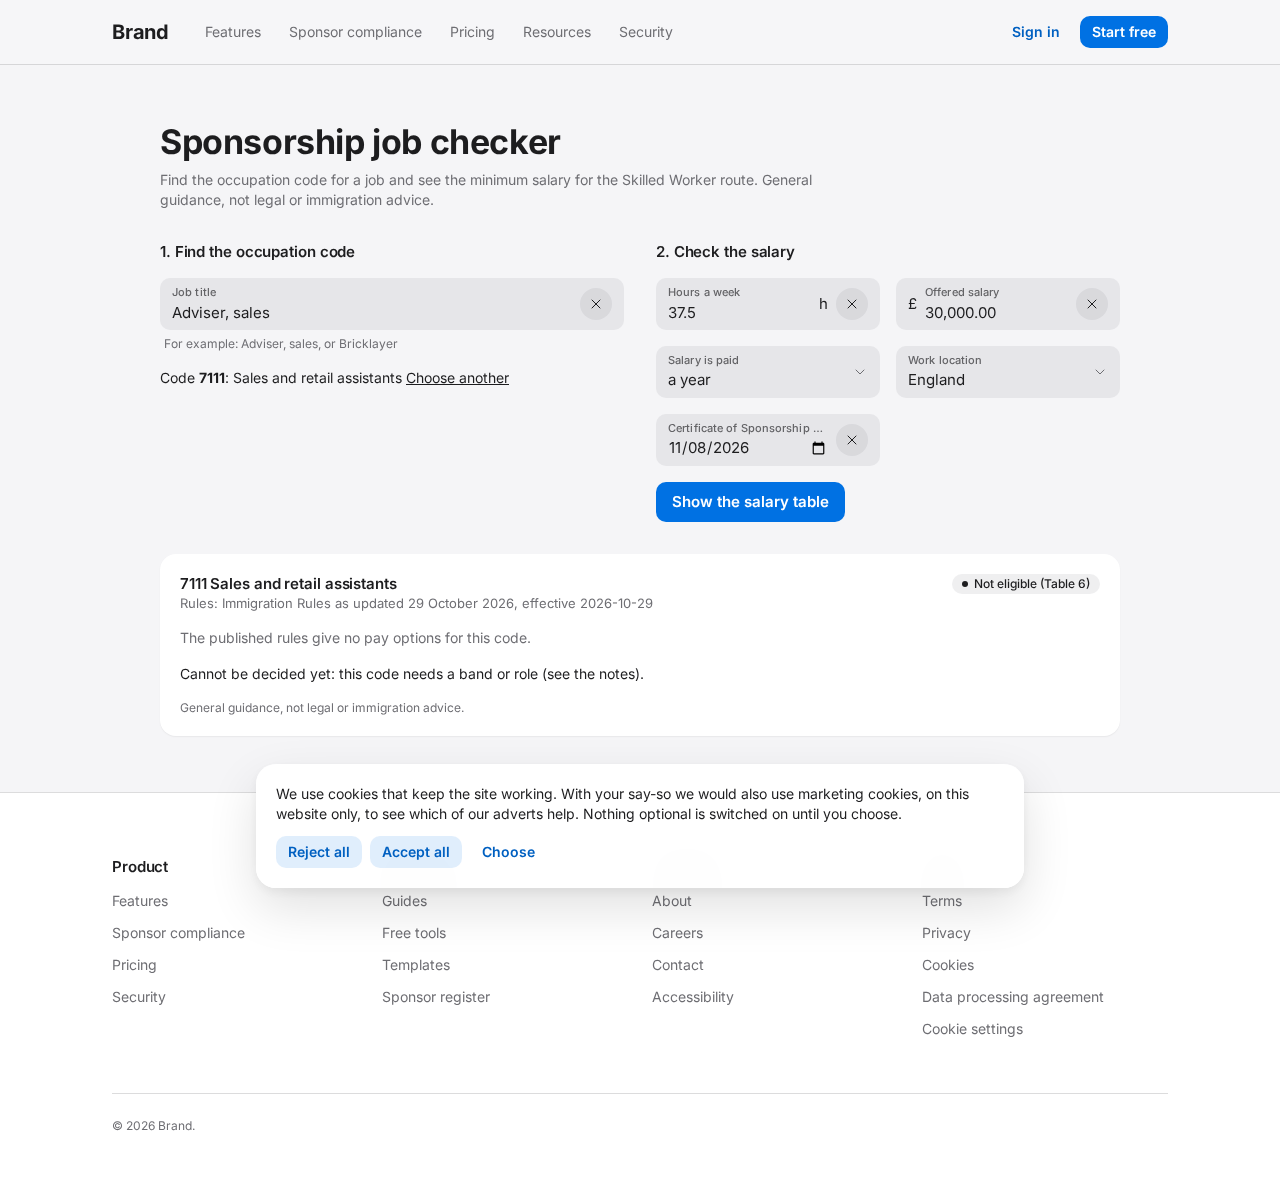 Brand
Features
Sponsor compliance
Pricing
Resources
Security
Sign in
Start free
Sponsorship job checker
Find the occupation code for a job and see the minimum salary for the Skilled Worker route. General
guidance, not legal or immigration advice.
1. Find the occupation code
Job title
Adviser, sales
For example: Adviser, sales, or Bricklayer
Code 7111: Sales and retail assistants Choose another
2. Check the salary
Hours a week
37.5
h
£
Offered salary
30,000.00
Salary is paid
a year
Work location
England
Certificate of Sponsorship ...
11/08/2026
Show the salary table
7111 Sales and retail assistants
Not eligible (Table 6)
Rules: Immigration Rules as updated 29 October 2026, effective 2026-10-29
The published rules give no pay options for this code.
Cannot be decided yet: this code needs a band or role (see the notes).
General guidance, not legal or immigration advice.
We use cookies that keep the site working. With your say-so we would also use marketing cookies, on this
website only, to see which of our adverts help. Nothing optional is switched on until you choose.
Reject all
Accept all
Choose
Product
Features
Sponsor compliance
Pricing
Security
Guides
Free tools
Templates
Sponsor register
About
Careers
Contact
Accessibility
Terms
Privacy
Cookies
Data processing agreement
Cookie settings
© 2026 Brand.